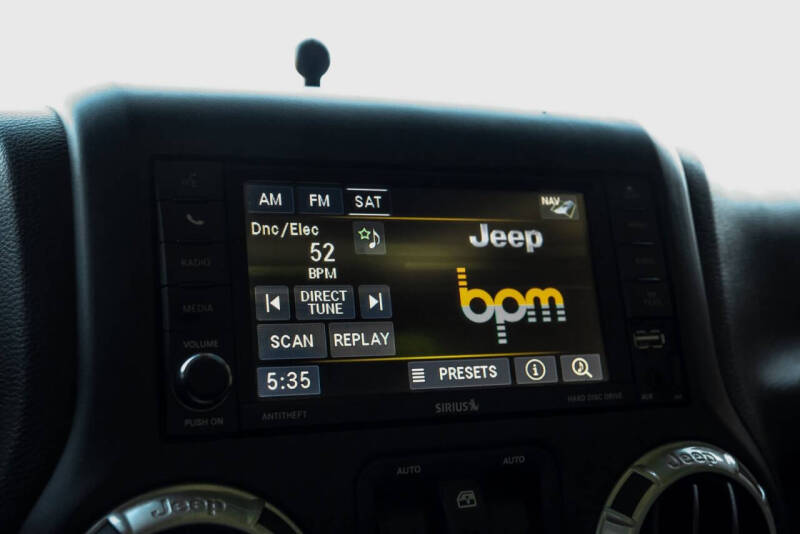 AM FM SAT NAV
Dnc/Elec
Jeep
52
BPM
bpm
DIRECT
TUNE
SCAN REPLAY
5:35 PRESETS
RADIO
MEDIA
VOLUME
PUSH ON
ANTITHEFT
SIRIUS
HARD DISC DRIVE
AUTO AUTO
Jeep Jeep